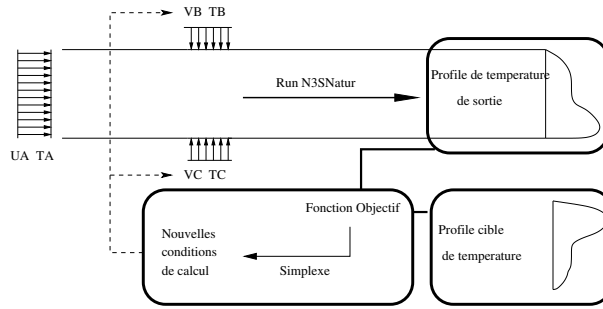 VB TB
Run N3SNatur
Profile de temperature
de sortie
UA TA
VC TC
Fonction Objectif
Nouvelles
conditions
de calcul
Simplexe
Profile cible
de temperature